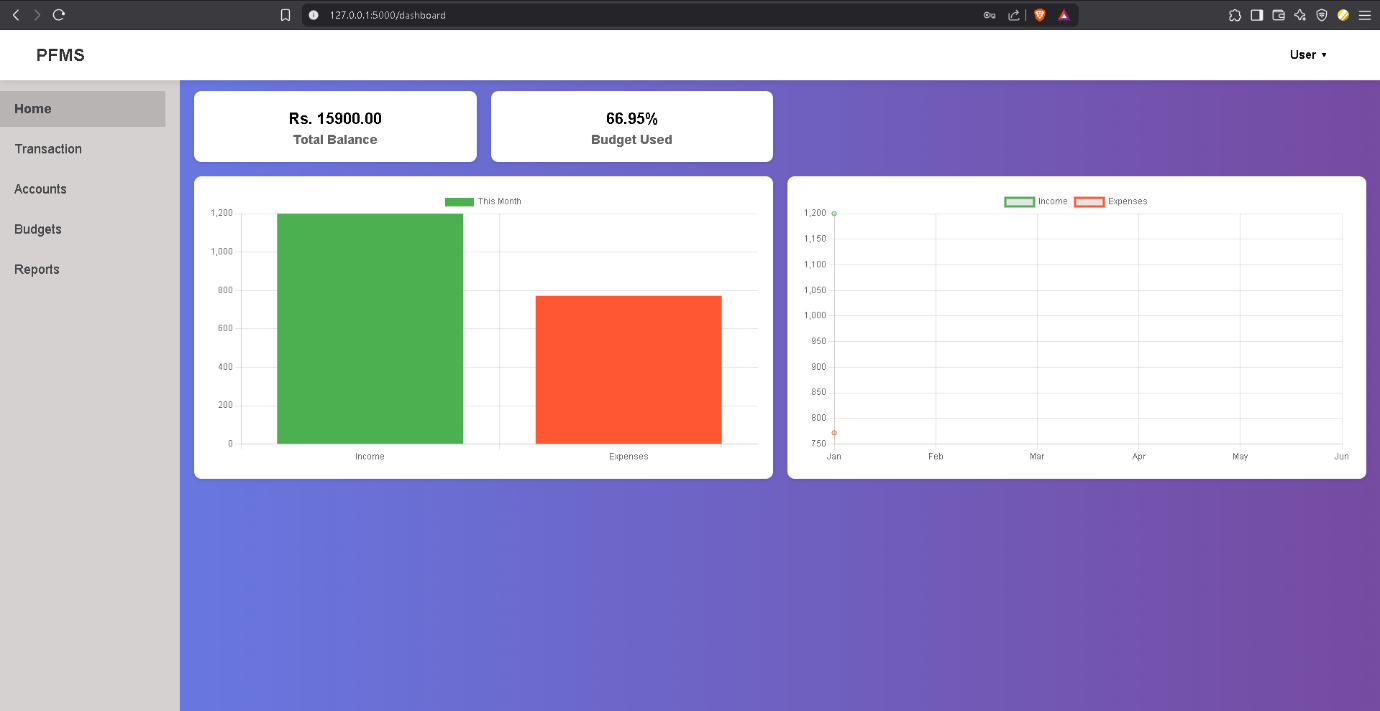 127.0.0.1:5000/dashboard
PFMS
User ▾
Home
Transaction
Accounts
Budgets
Reports
Rs. 15900.00
Total Balance
66.95%
Budget Used
This Month
1,200
1,000
800
600
400
200
0
Income Expenses
Income Expenses
1,200
1,150
1,100
1,050
1,000
950
900
850
800
750
Jan Feb Mar Apr May Jun